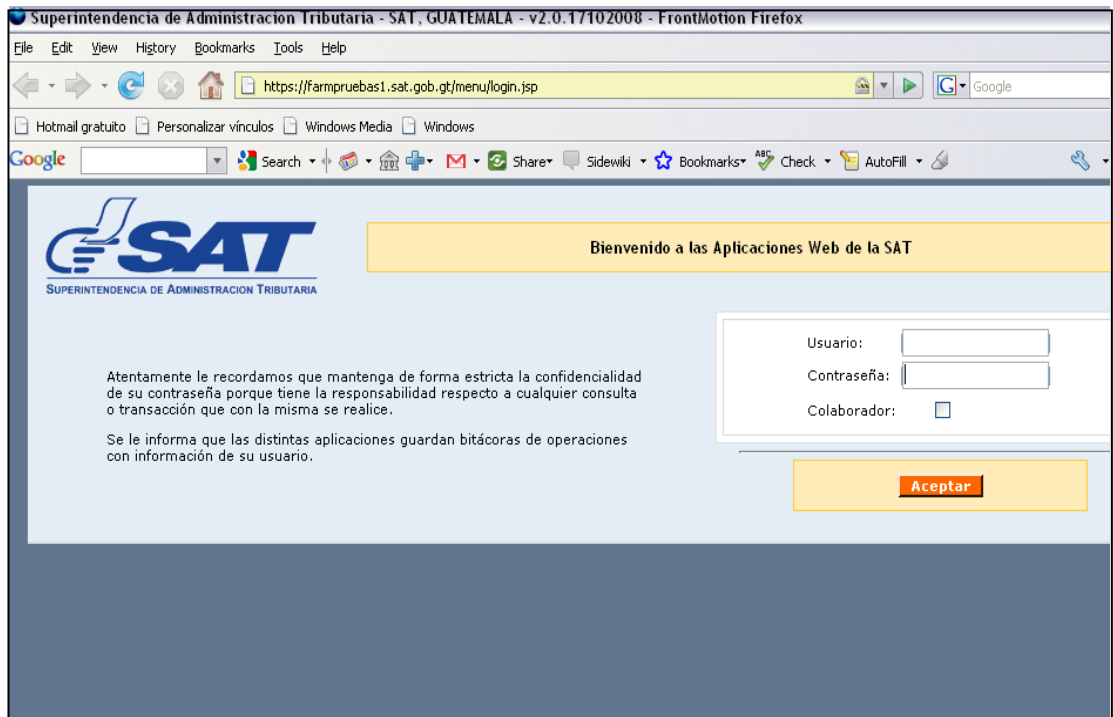 Superintendencia de Administracion Tributaria - SAT, GUATEMALA - v2.0.17102008 - FrontMotion Firefox
File Edit View History Bookmarks Tools Help
https://farmpruebas1.sat.gob.gt/menu/login.jsp G Google
Hotmail gratuito Personalizar vínculos Windows Media Windows
Google Search Share Sidewiki Bookmarks ABC Check AutoFill
SAT
SUPERINTENDENCIA DE ADMINISTRACION TRIBUTARIA
Bienvenido a las Aplicaciones Web de la SAT
Usuario:
Contraseña:
Colaborador:
Atentamente le recordamos que mantenga de forma estricta la confidencialidad
de su contraseña porque tiene la responsabilidad respecto a cualquier consulta
o transacción que con la misma se realice.
Se le informa que las distintas aplicaciones guardan bitácoras de operaciones
con información de su usuario.
Aceptar